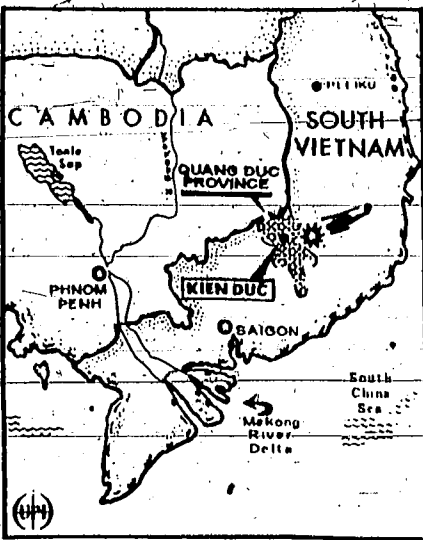 PLEIKU
CAMBODIA
SOUTH
VIETNAM
Tonle
Sap
QUANG DUC
PROVINCE
PHNOM
PENH
KIEN DUC
SAIGON
South
China
Sea
Mekong
River
Delta
UPI